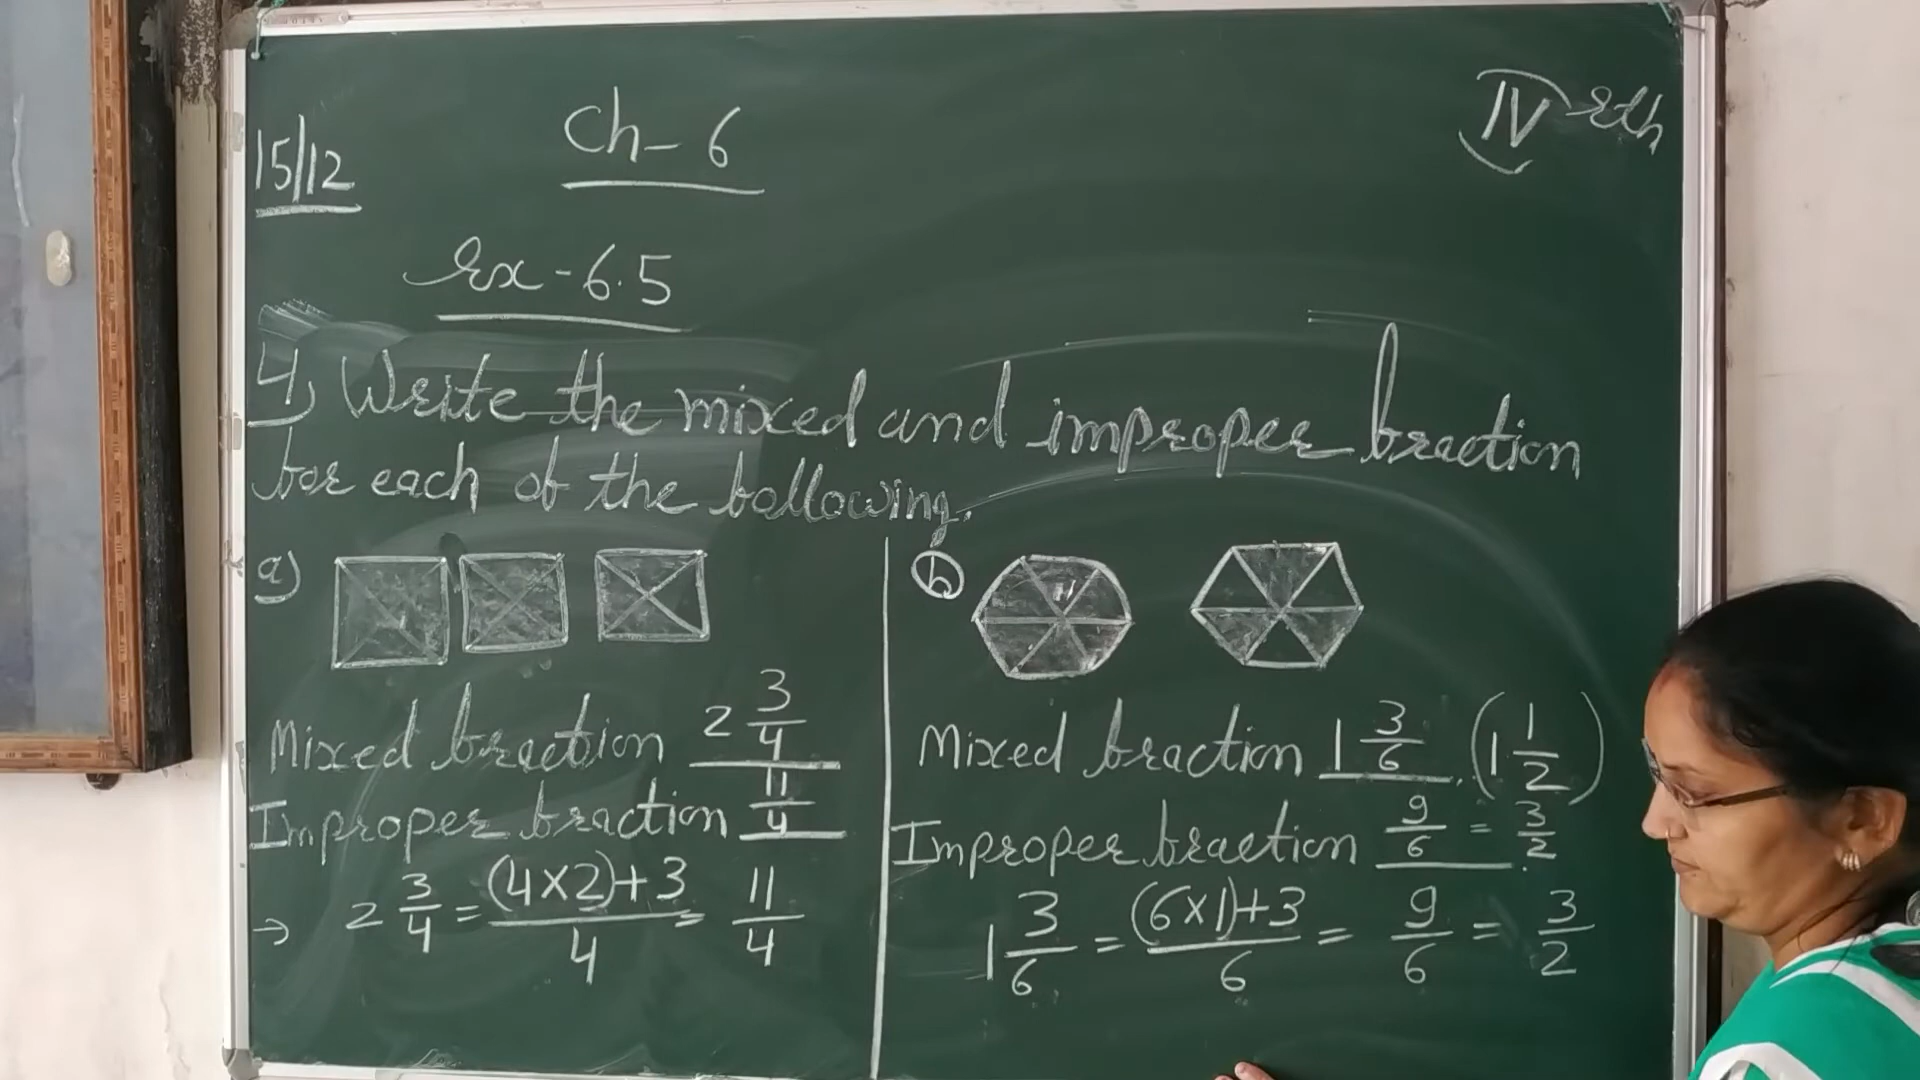 15/12
Ch-6
IV eth
Ex-6.5
4) Write the mixed and improper fraction
for each of the following.
a)
Mixed fraction 2 3/4
Improper fraction 11/4
→ 2 3/4 = (4×2)+3/4 = 11/4
b
Mixed fraction 1 3/6. (1 1/2)
Improper fraction 9/6 = 3/2.
1 3/6 = (6×1)+3/6 = 9/6 = 3/2